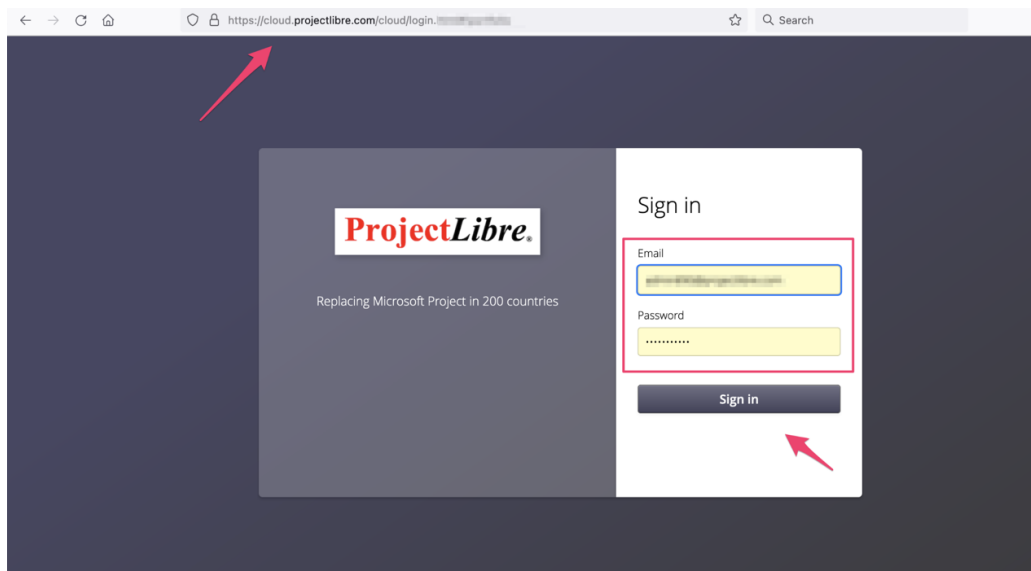 https://cloud.projectlibre.com/cloud/login.
Search
Sign in
ProjectLibre®
Email
Replacing Microsoft Project in 200 countries
Password
Sign in